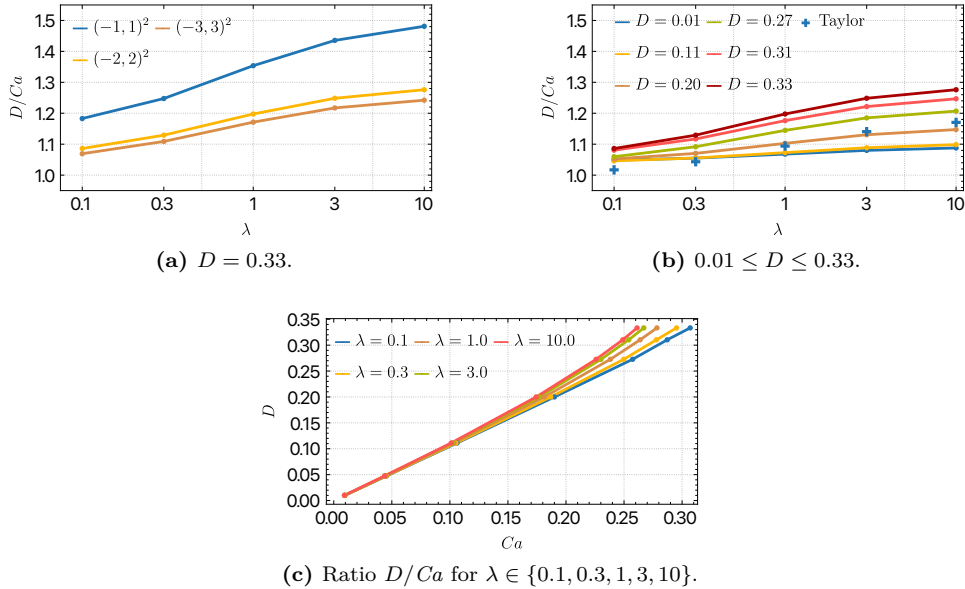 1.5
1.4
1.3
1.2
1.1
1.0
D/Ca
(−1, 1)² (−3, 3)²
(−2, 2)²
0.1 0.3 1 3 10
λ
(a) D = 0.33.
1.5
1.4
1.3
1.2
1.1
1.0
D/Ca
D = 0.01 D = 0.27 Taylor
D = 0.11 D = 0.31
D = 0.20 D = 0.33
0.1 0.3 1 3 10
λ
(b) 0.01 ≤ D ≤ 0.33.
0.35
0.30
0.25
0.20
0.15
0.10
0.05
0.00
D
λ = 0.1 λ = 1.0 λ = 10.0
λ = 0.3 λ = 3.0
0.00 0.05 0.10 0.15 0.20 0.25 0.30
Ca
(c) Ratio D/Ca for λ ∈ {0.1, 0.3, 1, 3, 10}.